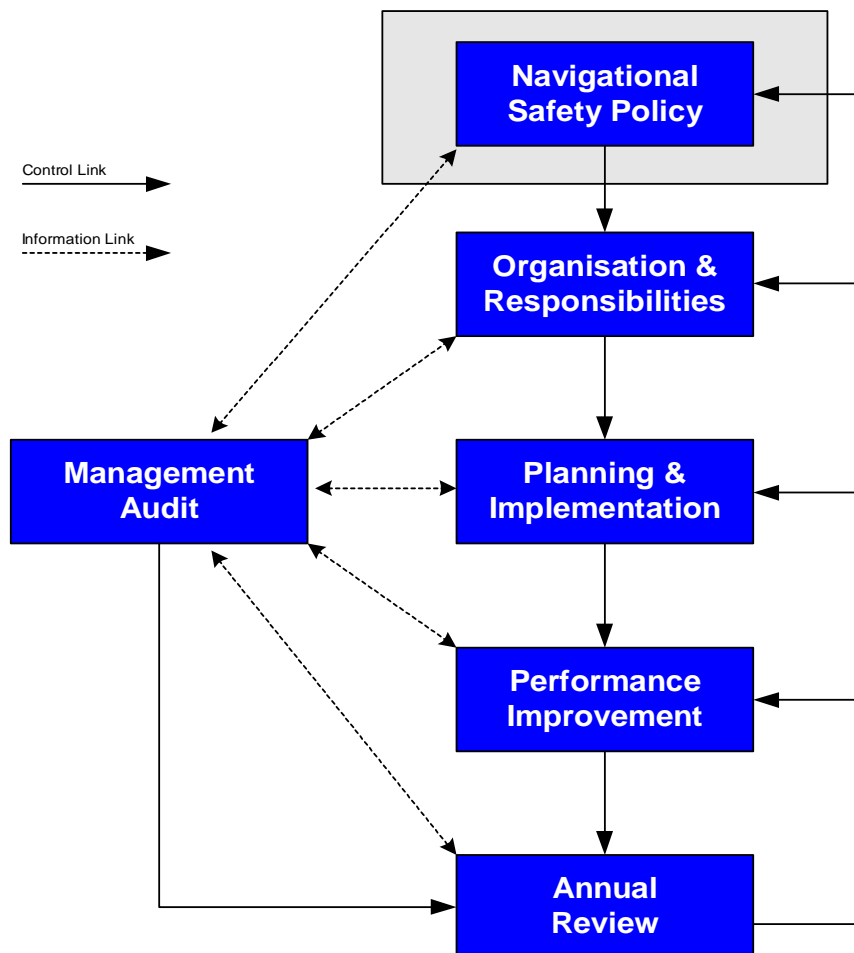 Navigational
Safety Policy
Control Link
Information Link
Organisation &
Responsibilities
Management
Audit
Planning &
Implementation
Performance
Improvement
Annual
Review